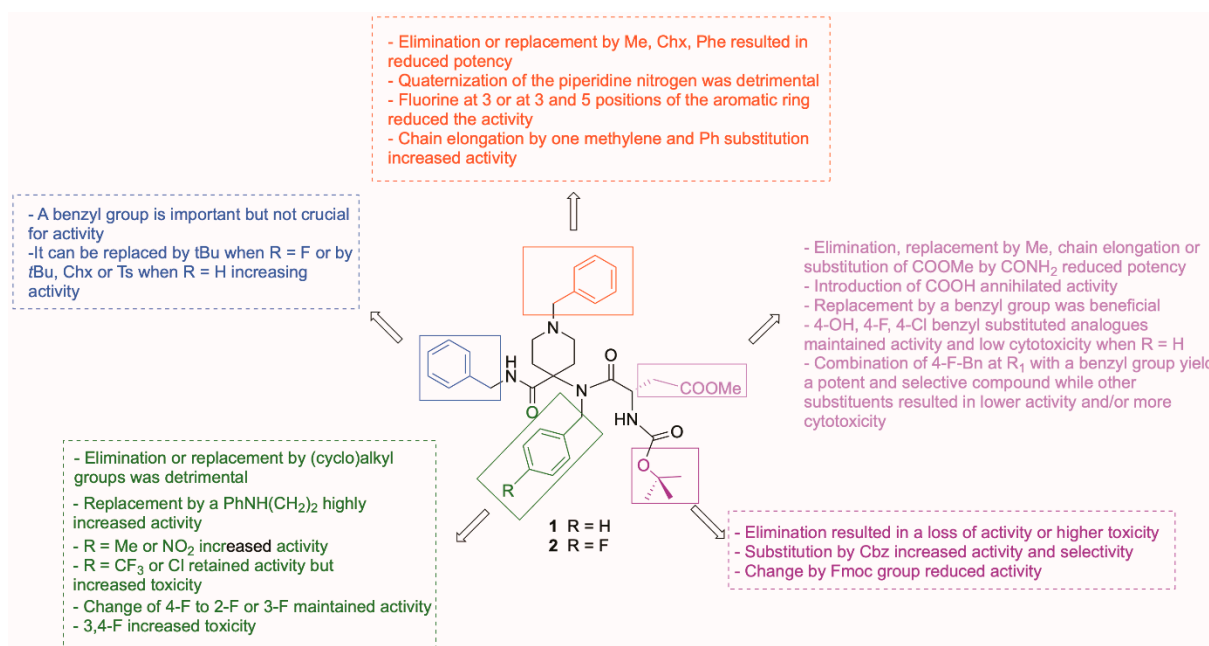 - Elimination or replacement by Me, Chx, Phe resulted in
reduced potency
- Quaternization of the piperidine nitrogen was detrimental
- Fluorine at 3 or at 3 and 5 positions of the aromatic ring
reduced the activity
- Chain elongation by one methylene and Ph substitution
increased activity
- A benzyl group is important but not crucial
for activity
-It can be replaced by tBu when R = F or by
tBu, Chx or Ts when R = H increasing
activity
- Elimination, replacement by Me, chain elongation or
substitution of COOMe by CONH₂ reduced potency
- Introduction of COOH annihilated activity
- Replacement by a benzyl group was beneficial
- 4-OH, 4-F, 4-Cl benzyl substituted analogues
maintained activity and low cytotoxicity when R = H
- Combination of 4-F-Bn at R₁ with a benzyl group yield
a potent and selective compound while other
substituents resulted in lower activity and/or more
cytotoxicity
N
H
N
O
N
O
COOMe
HN
O
O
R
1 R = H
2 R = F
- Elimination or replacement by (cyclo)alkyl
groups was detrimental
- Replacement by a PhNH(CH₂)₂ highly
increased activity
- R = Me or NO₂ increased activity
- R = CF₃ or Cl retained activity but
increased toxicity
- Change of 4-F to 2-F or 3-F maintained activity
- 3,4-F increased toxicity
- Elimination resulted in a loss of activity or higher toxicity
- Substitution by Cbz increased activity and selectivity
- Change by Fmoc group reduced activity